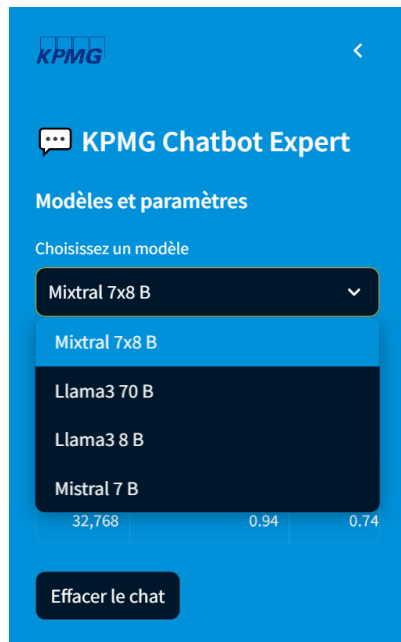 KPMG
💬 KPMG Chatbot Expert
Modèles et paramètres
Choisissez un modèle
Mixtral 7x8 B
Mixtral 7x8 B
Llama3 70 B
Llama3 8 B
Mistral 7 B
32,768 0.94 0.74
Effacer le chat